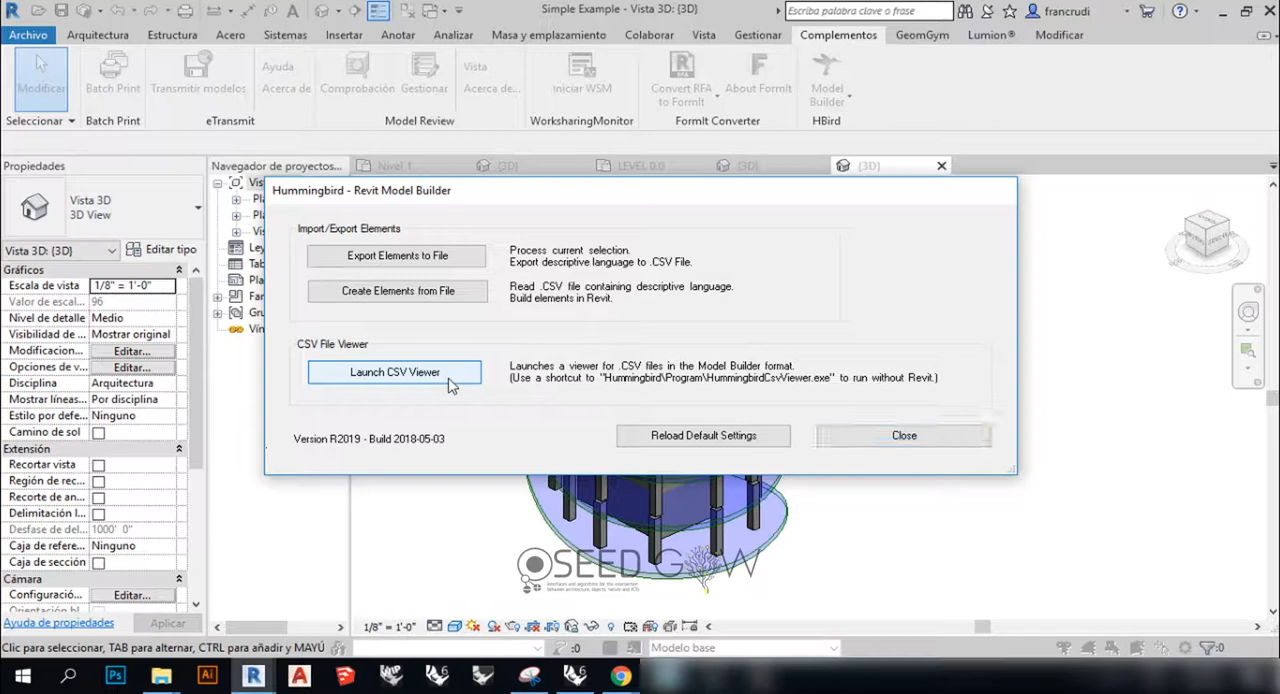 Simple Example - Vista 3D: {3D}
Escriba palabra clave o frase
francrudi
Archivo
Arquitectura
Estructura
Acero
Sistemas
Insertar
Anotar
Analizar
Masa y emplazamiento
Colaborar
Vista
Gestionar
Complementos
GeomGym
Lumion®
Modificar
Modificar
Batch Print
Transmitir modelos
Ayuda
Acerca de
Comprobación
Gestionar
Vista
Acerca de...
Iniciar WSM
Convert RFA
to FormIt
About FormIt
Model
Builder
Seleccionar
Batch Print
eTransmit
Model Review
WorksharingMonitor
FormIt Converter
HBird
Propiedades
Navegador de proyectos...
Nivel 1
{3D}
LEVEL 0.0
{3D}
{3D}
Vista 3D
3D View
Vista 3D: {3D}
Editar tipo
Gráficos
Escala de vista
1/8" = 1'-0"
Valor de escal...
96
Nivel de detalle
Medio
Visibilidad de ...
Mostrar original
Modificacion...
Editar...
Opciones de v...
Editar...
Disciplina
Arquitectura
Mostrar líneas...
Por disciplina
Estilo por defe...
Ninguno
Camino de sol
Extensión
Recortar vista
Región de rec...
Recorte de an...
Delimitación l...
Desfase de del...
1000' 0"
Caja de refere...
Ninguno
Caja de sección
Cámara
Configuració...
Editar...
Ayuda de propiedades
Aplicar
Hummingbird - Revit Model Builder
Import/Export Elements
Export Elements to File
Process current selection.
Export descriptive language to .CSV File.
Create Elements from File
Read .CSV file containing descriptive language.
Build elements in Revit.
CSV File Viewer
Launch CSV Viewer
Launches a viewer for .CSV files in the Model Builder format.
(Use a shortcut to "Hummingbird\Program\HummingbirdCsvViewer.exe" to run without Revit.)
Version R2019 - Build 2018-05-03
Reload Default Settings
Close
SEED GROW
1/8" = 1'-0"
Clic para seleccionar, TAB para alternar, CTRL para añadir y MAYÚ
:0
Modelo base
:0